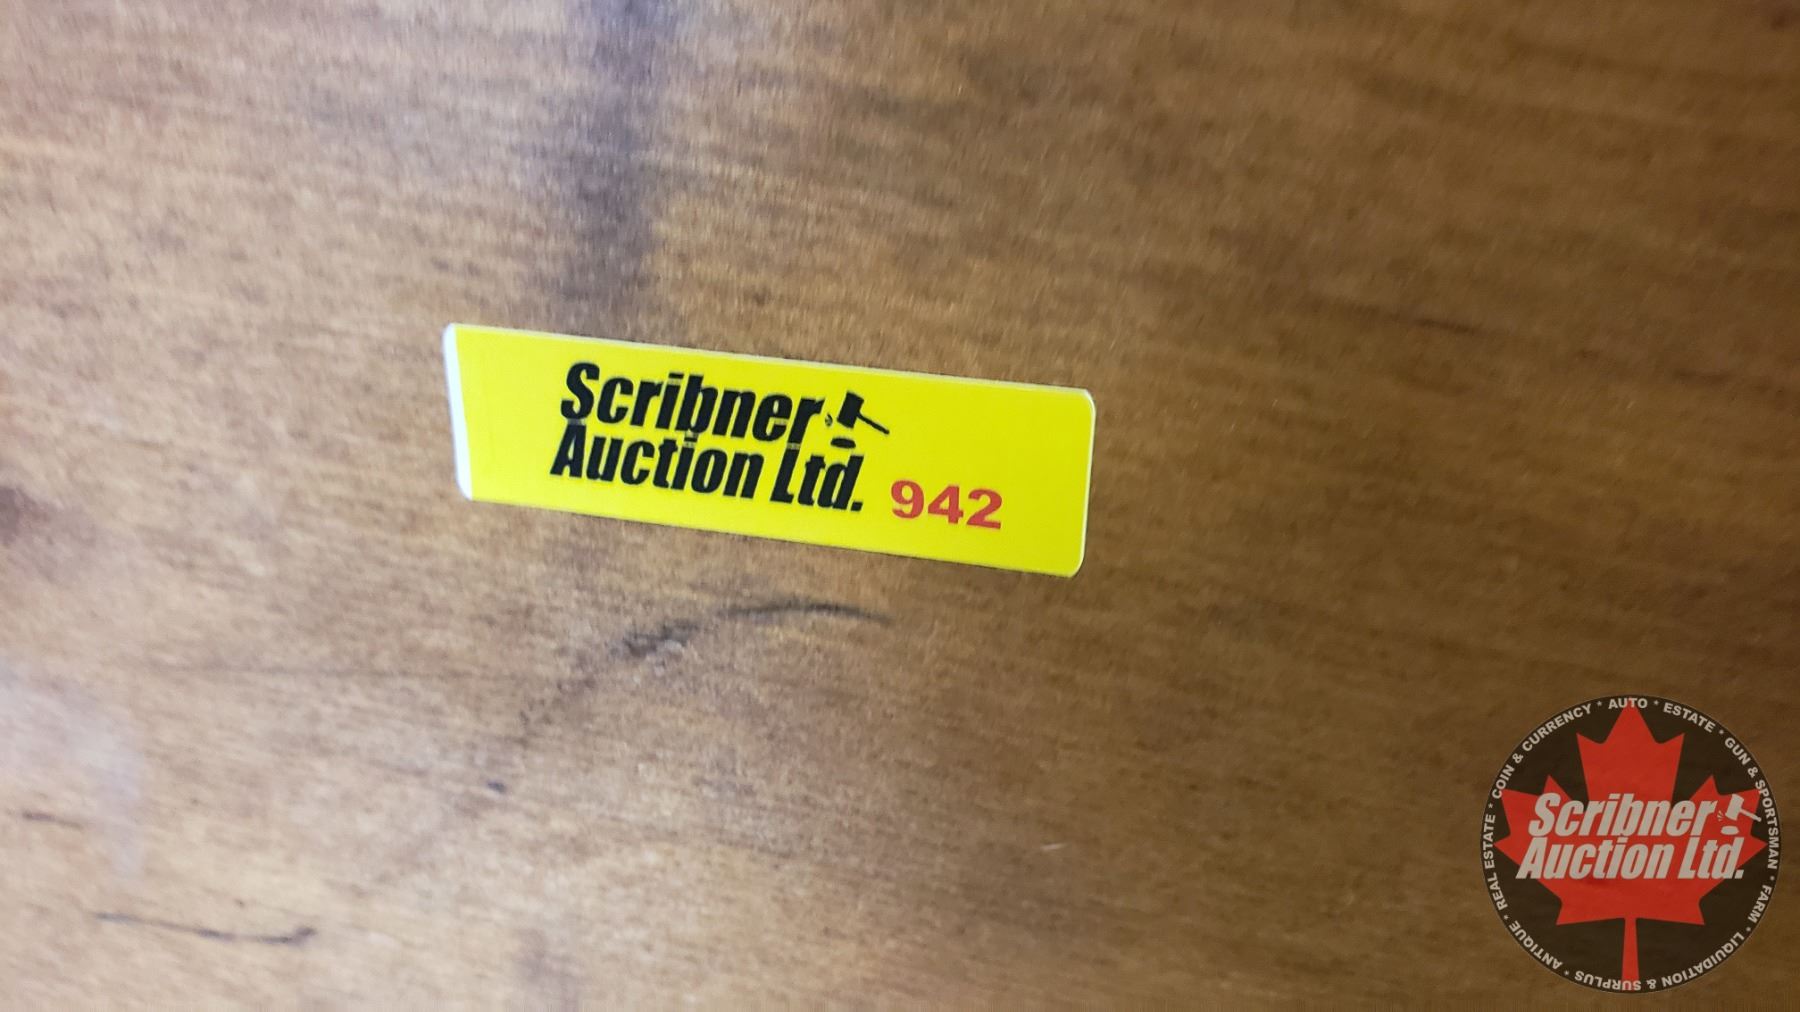 Scribner
Auction Ltd. 942
COIN & CURRENCY * AUTO * ESTATE * GUN & SPORTSMAN * FARM * LIQUIDATION & SURPLUS * ANTIQUE * REAL ESTATE *
Scribner
Auction Ltd.